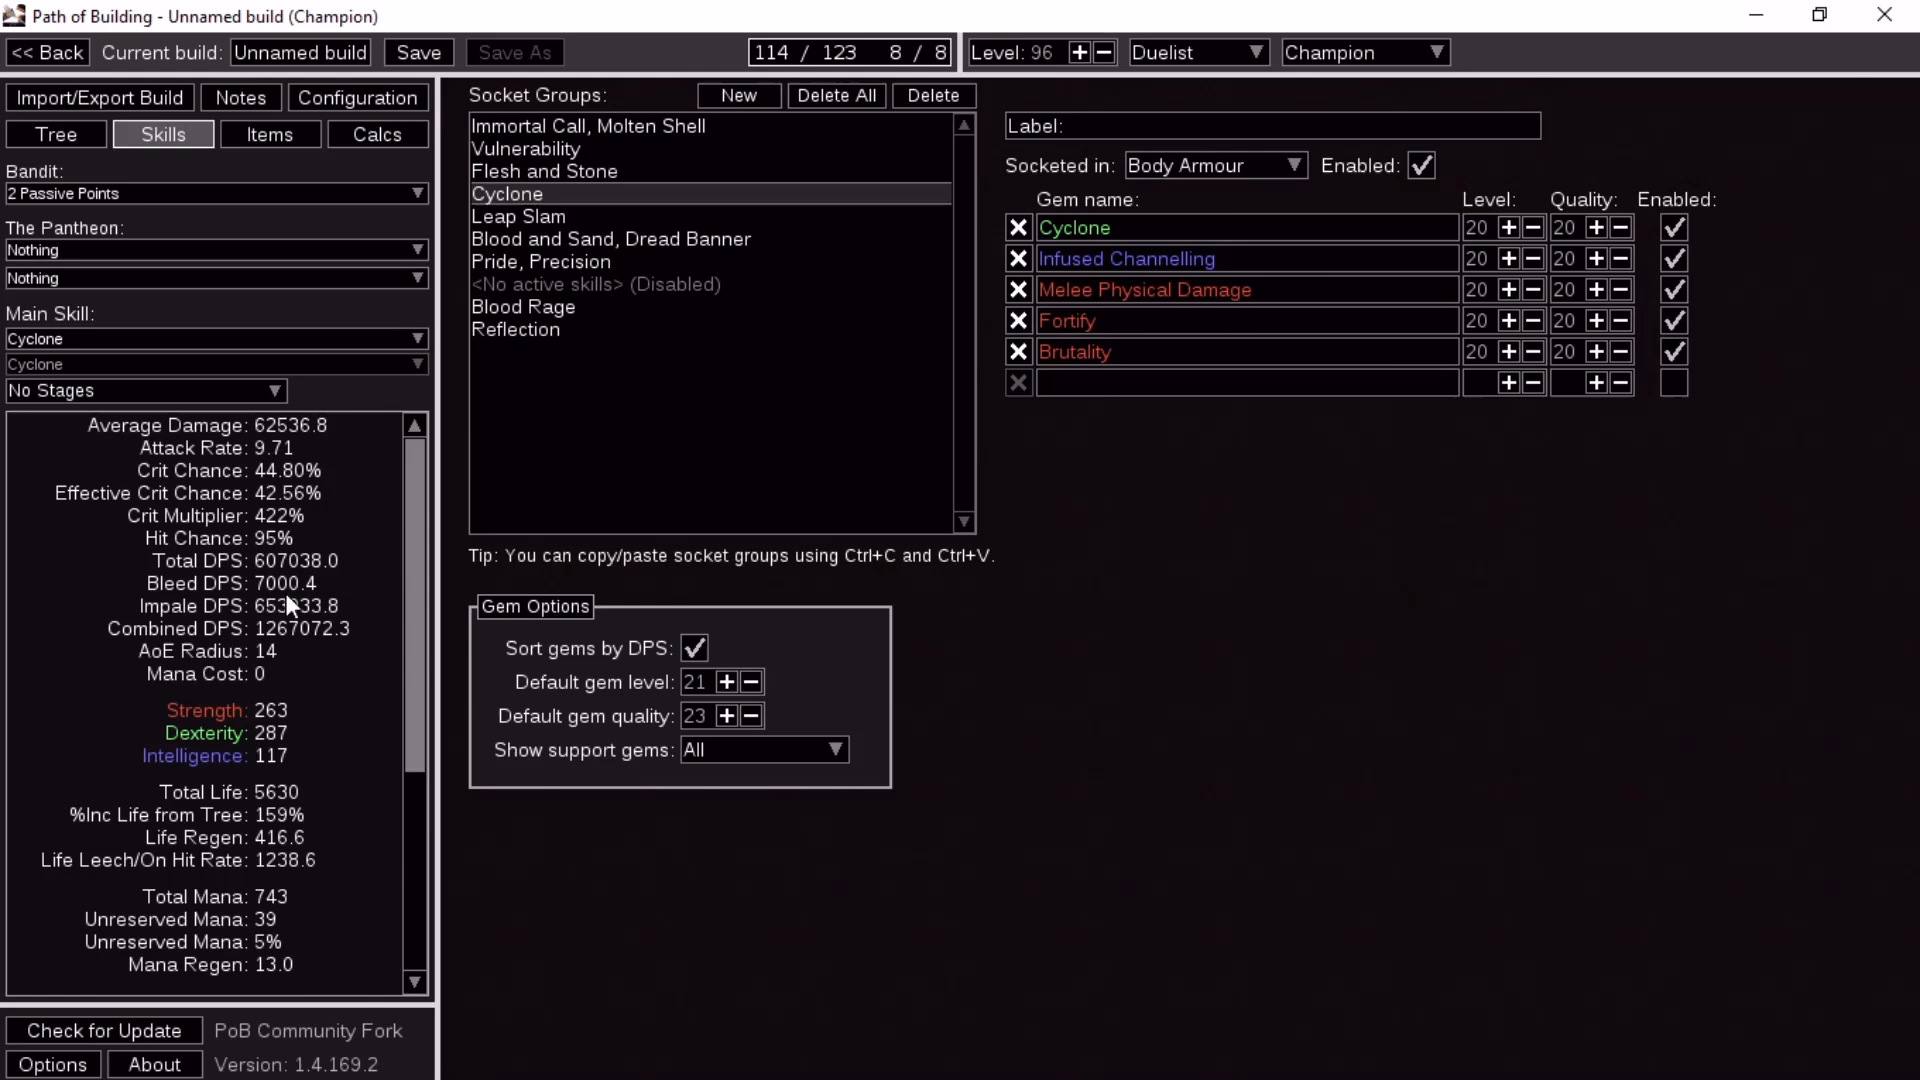 Path of Building - Unnamed build (Champion)
<< Back Current build: Unnamed build Save Save As 114 / 123 8 / 8 Level: 96 + - Duelist Champion
Import/Export Build Notes Configuration
Tree Skills Items Calcs
Bandit:
2 Passive Points
The Pantheon:
Nothing
Nothing
Main Skill:
Cyclone
Cyclone
No Stages
Average Damage: 62536.8
Attack Rate: 9.71
Crit Chance: 44.80%
Effective Crit Chance: 42.56%
Crit Multiplier: 422%
Hit Chance: 95%
Total DPS: 607038.0
Bleed DPS: 7000.4
Impale DPS:
Combined DPS: 1267072.3
AoE Radius: 14
Mana Cost: 0
Strength: 263
Dexterity: 287
Intelligence: 117
Total Life: 5630
%Inc Life from Tree: 159%
Life Regen: 416.6
Life Leech/On Hit Rate: 1238.6
Total Mana: 743
Unreserved Mana: 39
Unreserved Mana: 5%
Mana Regen: 13.0
Check for Update PoB Community Fork
Options About Version: 1.4.169.2
Socket Groups: New Delete All Delete
Immortal Call, Molten Shell
Vulnerability
Flesh and Stone
Cyclone
Leap Slam
Blood and Sand, Dread Banner
Pride, Precision
<No active skills> (Disabled)
Blood Rage
Reflection
Tip: You can copy/paste socket groups using Ctrl+C and Ctrl+V.
Gem Options
Sort gems by DPS:
Default gem level: 21 + -
Default gem quality: 23 + -
Show support gems: All
Label:
Socketed in: Body Armour Enabled:
Gem name: Level: Quality: Enabled:
Cyclone 20 + - 20 + -
Infused Channelling 20 + - 20 + -
Melee Physical Damage 20 + - 20 + -
Fortify 20 + - 20 + -
Brutality 20 + - 20 + -
+ - + -